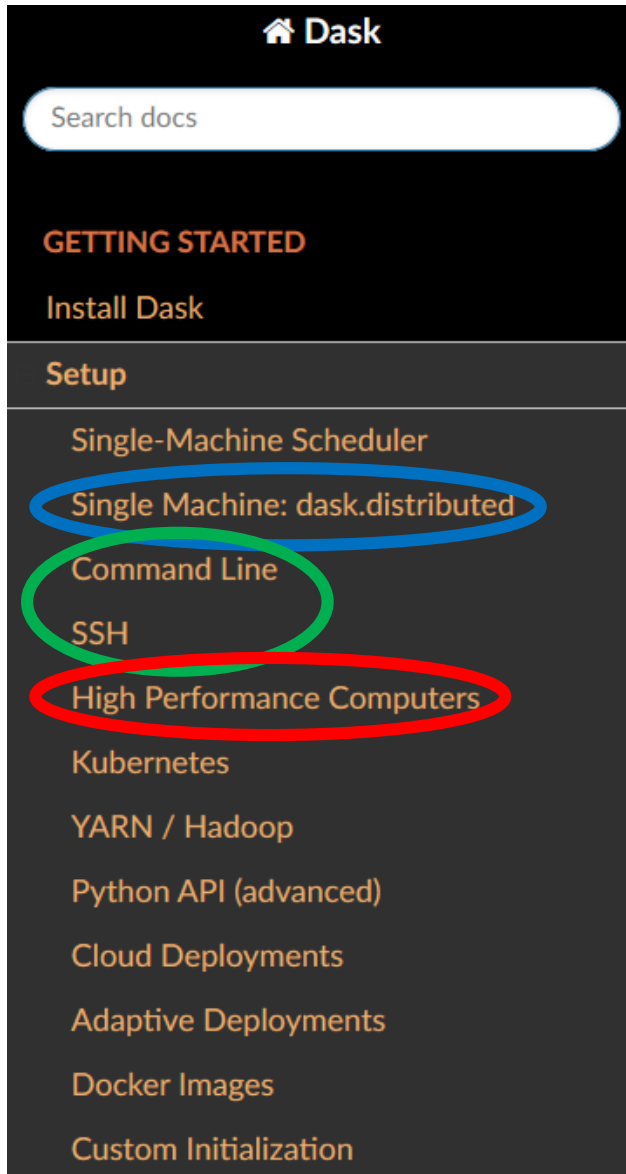 Dask
Search docs
GETTING STARTED
Install Dask
Setup
Single-Machine Scheduler
Single Machine: dask.distributed
Command Line
SSH
High Performance Computers
Kubernetes
YARN / Hadoop
Python API (advanced)
Cloud Deployments
Adaptive Deployments
Docker Images
Custom Initialization